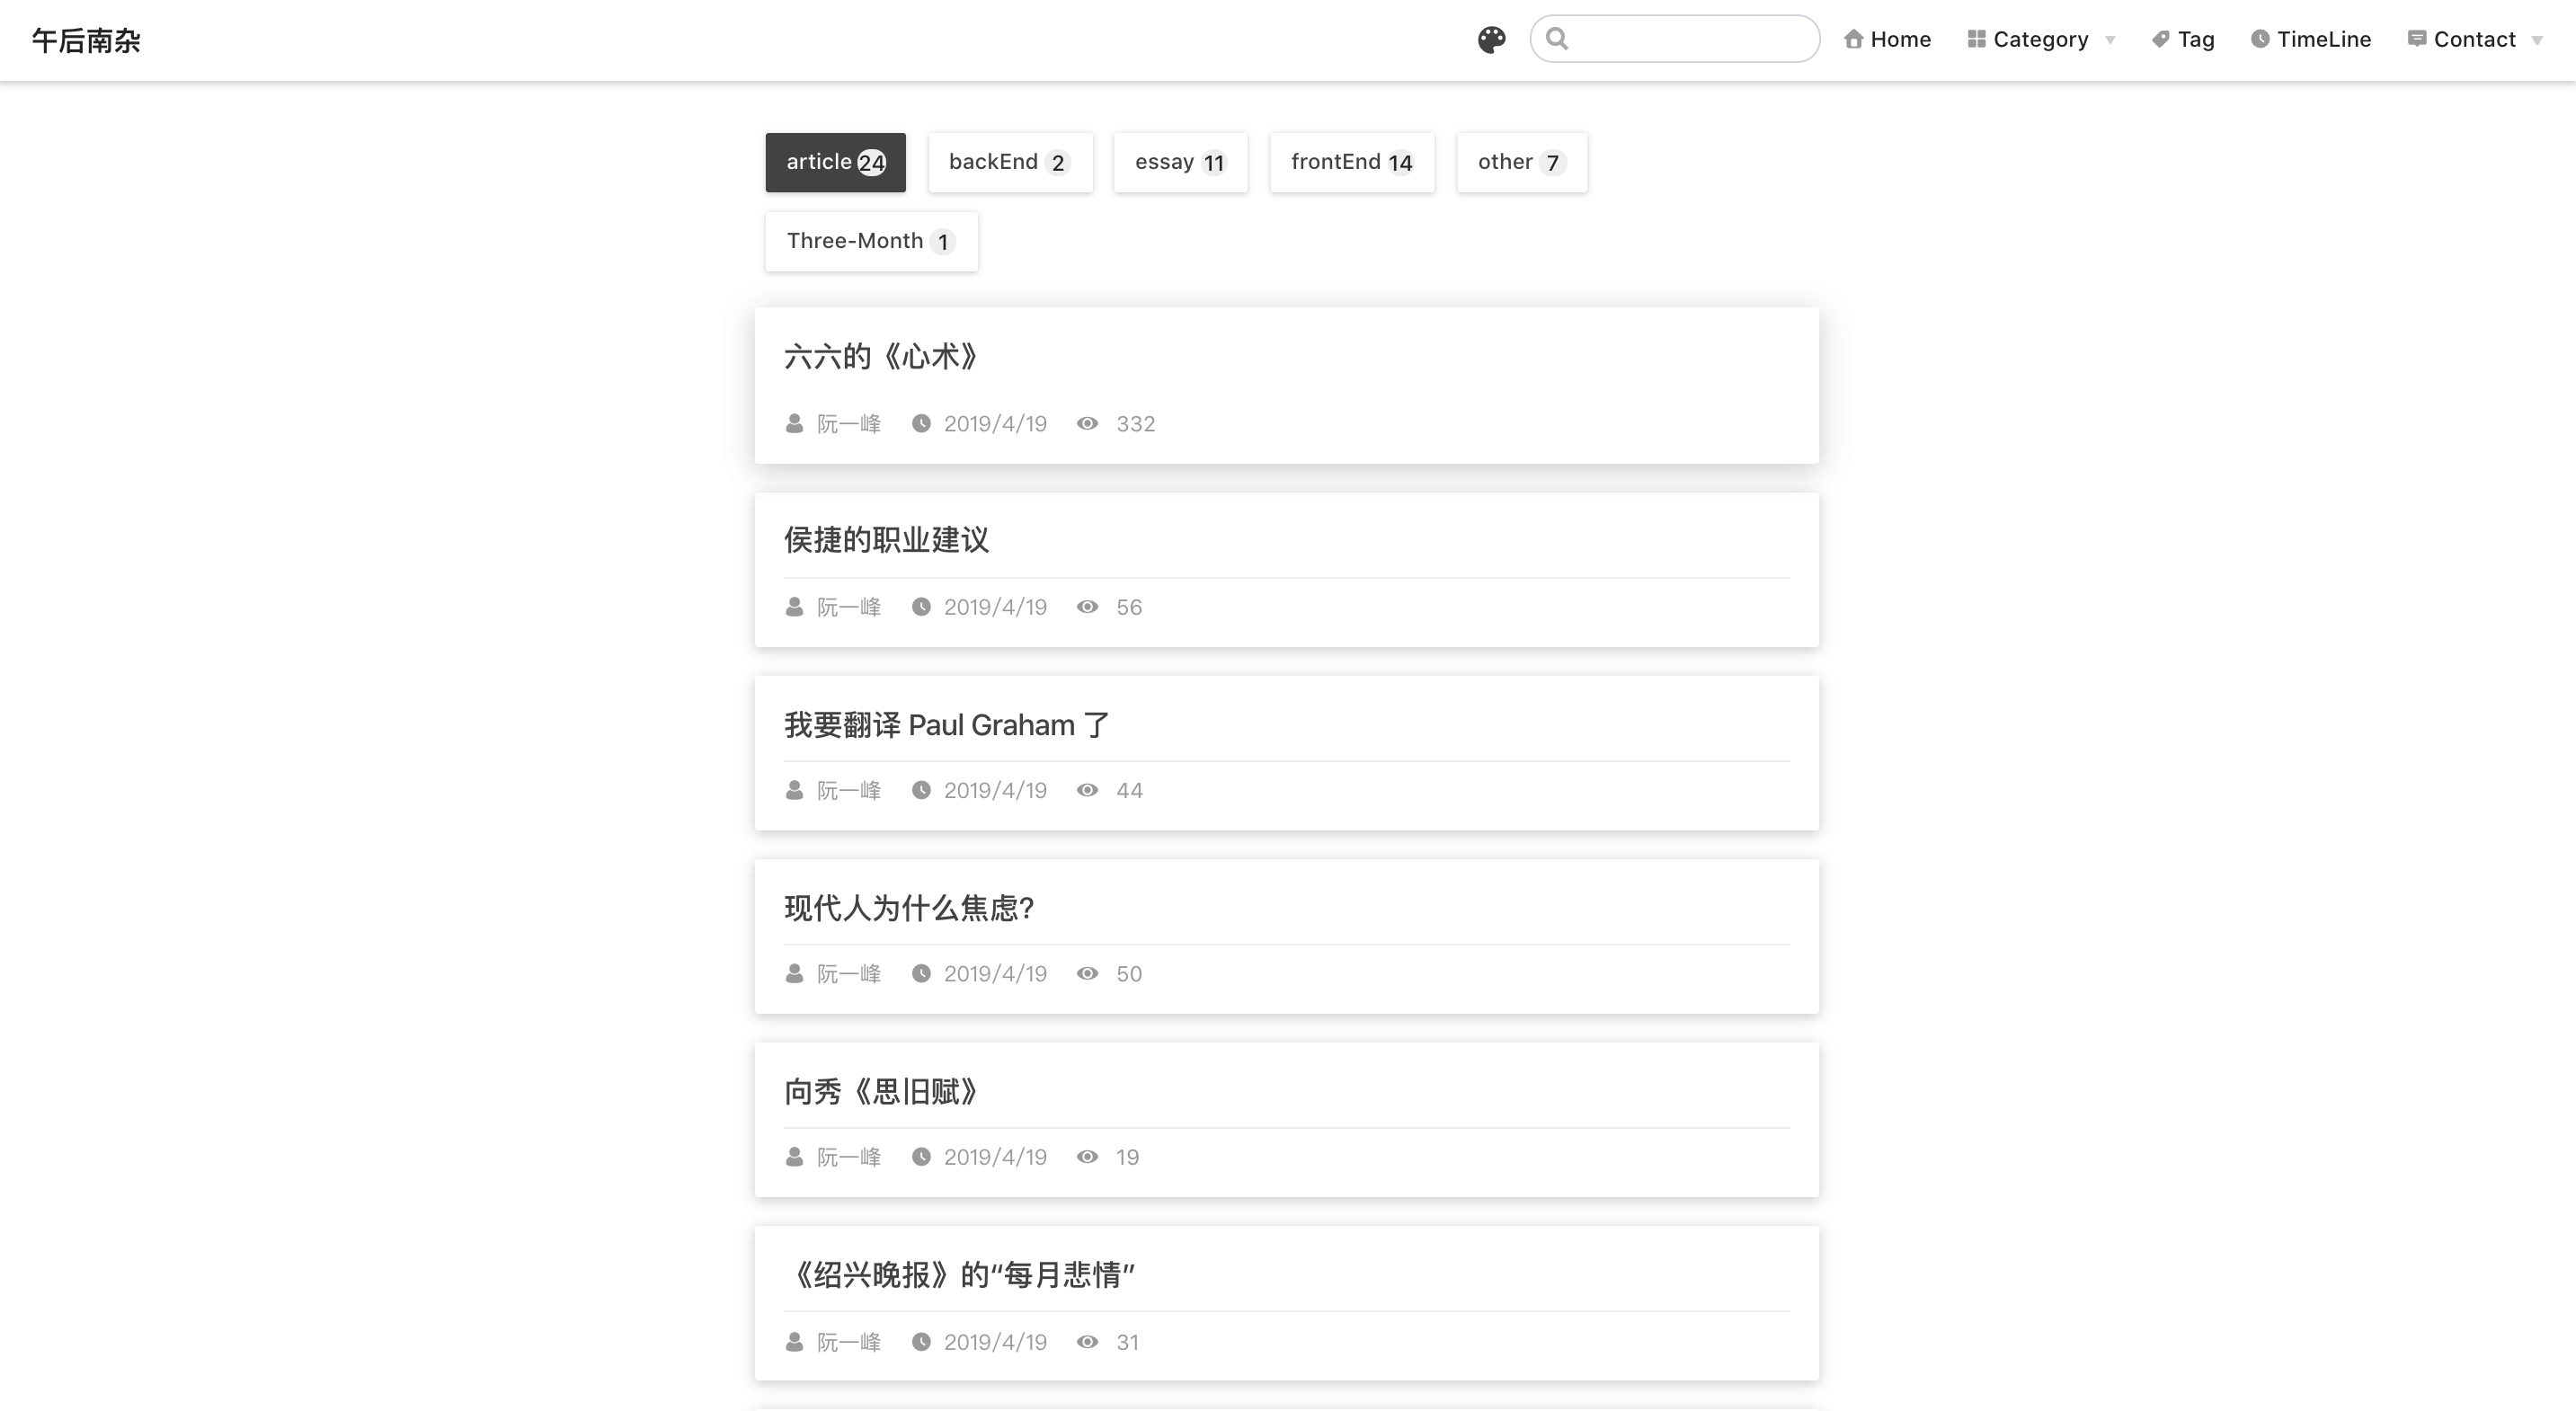 午后南杂
Home Category Tag TimeLine Contact
article 24 backEnd 2 essay 11 frontEnd 14 other 7
Three-Month 1
六六的《心术》
阮一峰 2019/4/19 332
侯捷的职业建议
阮一峰 2019/4/19 56
我要翻译 Paul Graham 了
阮一峰 2019/4/19 44
现代人为什么焦虑?
阮一峰 2019/4/19 50
向秀《思旧赋》
阮一峰 2019/4/19 19
《绍兴晚报》的“每月悲情”
阮一峰 2019/4/19 31